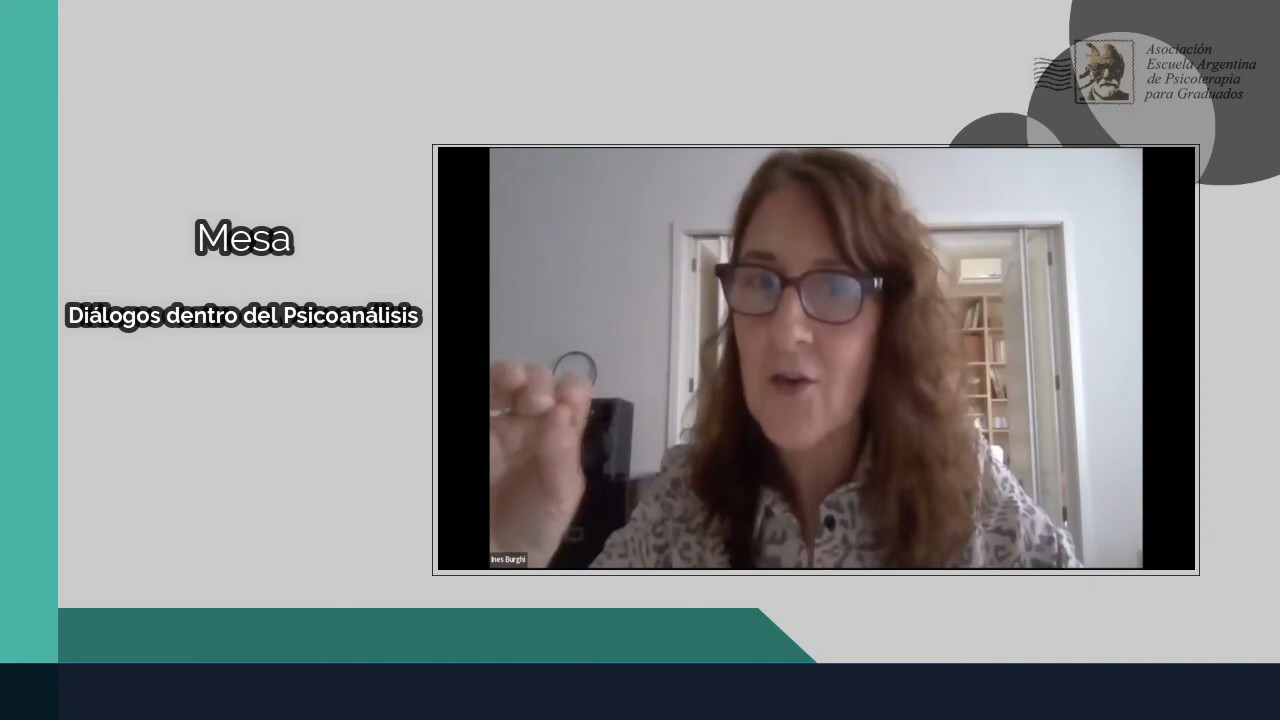 Asociación
Escuela Argentina
de Psicoterapia
para Graduados
Mesa
Diálogos dentro del Psicoanálisis
Ines Burghi